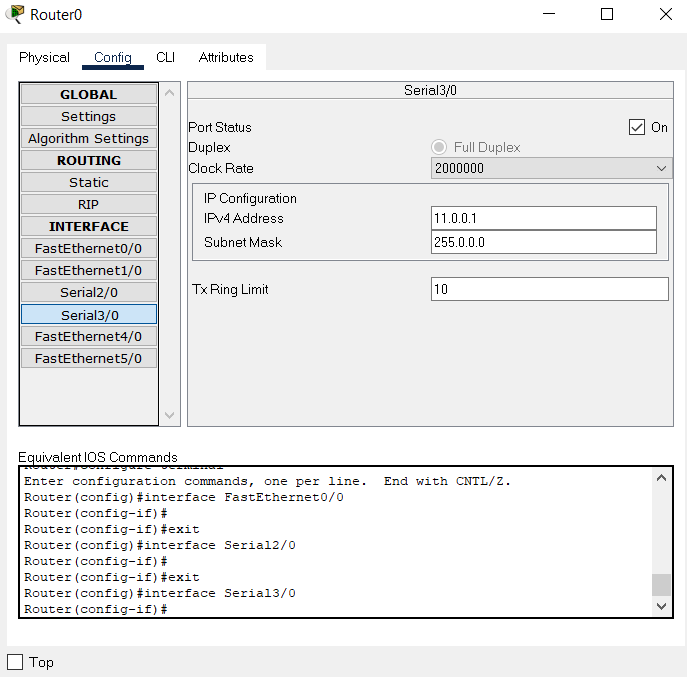 Router0
Physical Config CLI Attributes
GLOBAL
Settings
Algorithm Settings
ROUTING
Static
RIP
INTERFACE
FastEthernet0/0
FastEthernet1/0
Serial2/0
Serial3/0
FastEthernet4/0
FastEthernet5/0
Serial3/0
Port Status On
Duplex Full Duplex
Clock Rate 2000000
IP Configuration
IPv4 Address 11.0.0.1
Subnet Mask 255.0.0.0
Tx Ring Limit 10
Equivalent IOS Commands
Router#configure terminal
Enter configuration commands, one per line.  End with CNTL/Z.
Router(config)#interface FastEthernet0/0
Router(config-if)#
Router(config-if)#exit
Router(config)#interface Serial2/0
Router(config-if)#
Router(config-if)#exit
Router(config)#interface Serial3/0
Router(config-if)#
Top